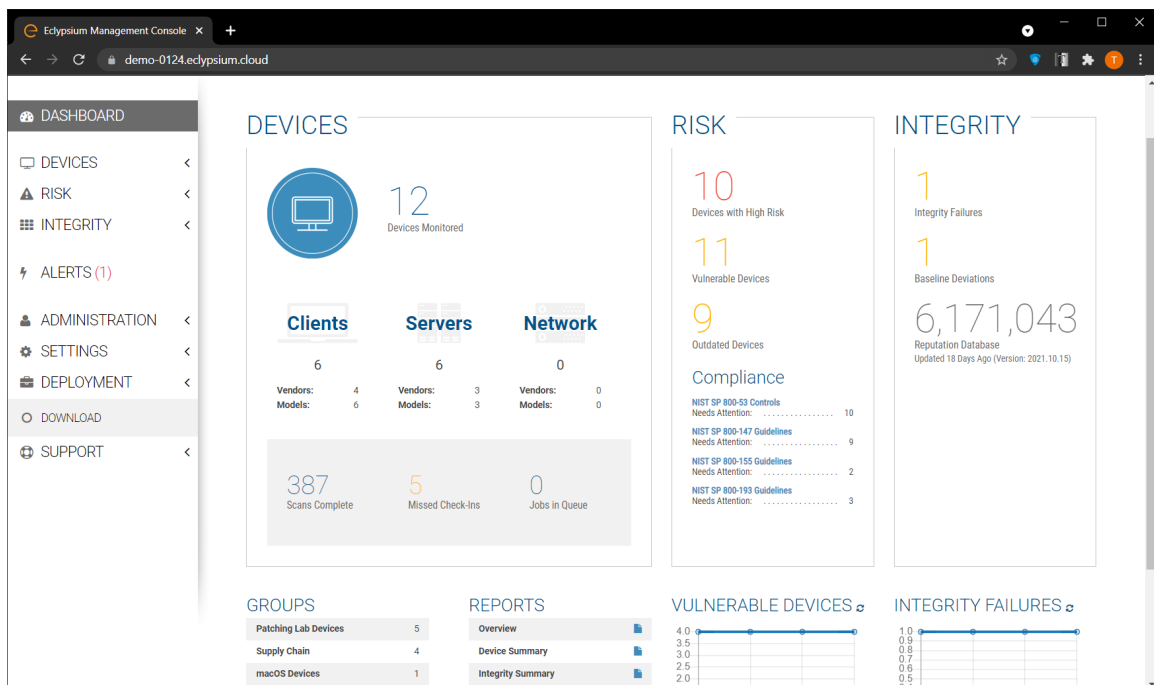 Eclypsium Management Console
demo-0124.eclypsium.cloud
T
DASHBOARD
DEVICES
RISK
INTEGRITY
ALERTS (1)
ADMINISTRATION
SETTINGS
DEPLOYMENT
DOWNLOAD
SUPPORT
DEVICES
12
Devices Monitored
Clients
Servers
Network
6
6
0
Vendors: 4
Vendors: 3
Vendors: 0
Models: 6
Models: 3
Models: 0
387
Scans Complete
5
Missed Check-Ins
0
Jobs in Queue
RISK
10
Devices with High Risk
11
Vulnerable Devices
9
Outdated Devices
Compliance
NIST SP 800-53 Controls
Needs Attention: ................ 10
NIST SP 800-147 Guidelines
Needs Attention: ................. 9
NIST SP 800-155 Guidelines
Needs Attention: ................. 2
NIST SP 800-193 Guidelines
Needs Attention: ................. 3
INTEGRITY
1
Integrity Failures
1
Baseline Deviations
6,171,043
Reputation Database
Updated 18 Days Ago (Version: 2021.10.15)
GROUPS
Patching Lab Devices 5
Supply Chain 4
macOS Devices 1
REPORTS
Overview
Device Summary
Integrity Summary
VULNERABLE DEVICES
4.0
3.5
3.0
2.5
2.0
INTEGRITY FAILURES
1.0
0.9
0.8
0.7
0.6
0.5